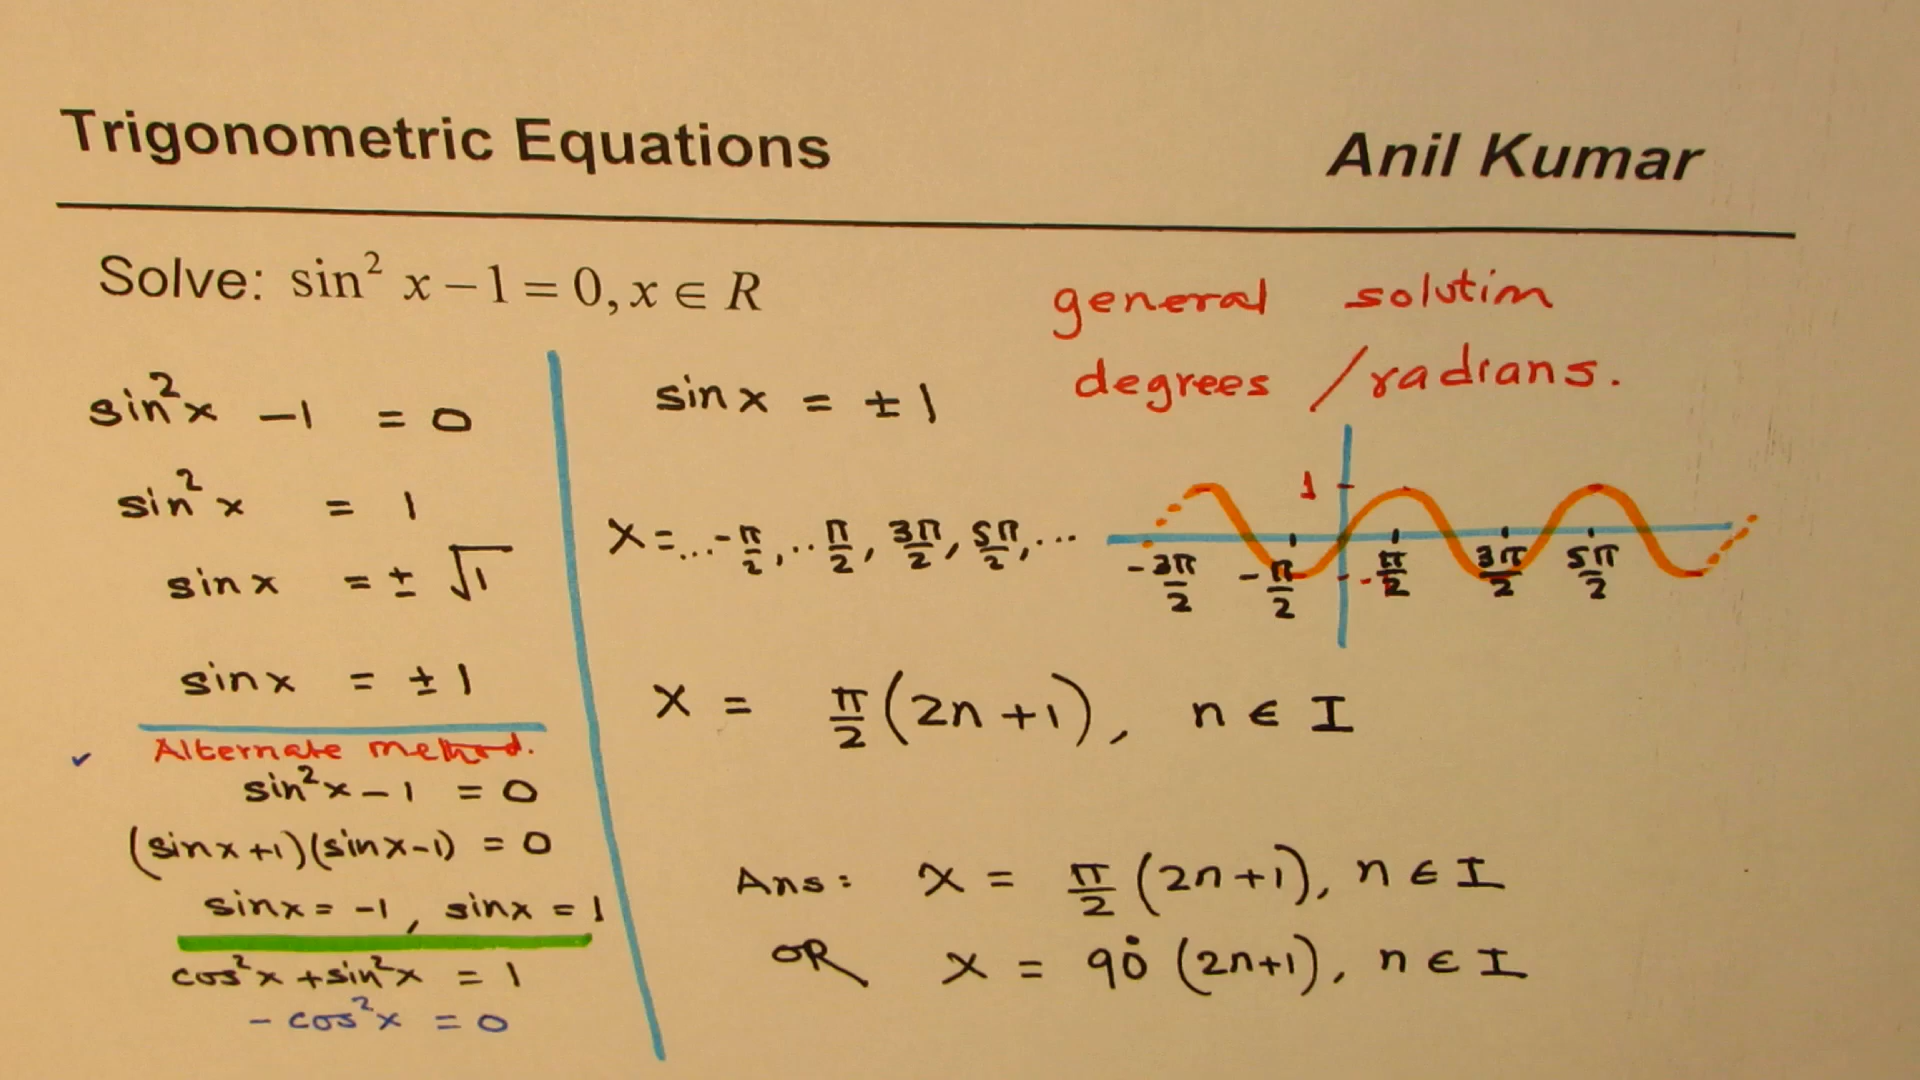 Trigonometric Equations Anil Kumar
Solve: sin² x − 1 = 0, x ∈ R
general solutim
degrees / radians.
sin²x − 1 = 0
sin²x = 1
sin x = ± √1
sin x = ± 1
Alternate method.
sin²x − 1 = 0
(sin x + 1)(sin x − 1) = 0
sin x = −1, sin x = 1
cos²x + sin²x = 1
− cos²x = 0
sin x = ± 1
x = ... −π/2, .. π/2, 3π/2, 5π/2, ...
1
−3π/2 −π/2 - π/2 3π/2 5π/2
x = π/2 (2n + 1), n ∈ I
Ans: x = π/2 (2n + 1), n ∈ I
OR x = 90° (2n + 1), n ∈ I